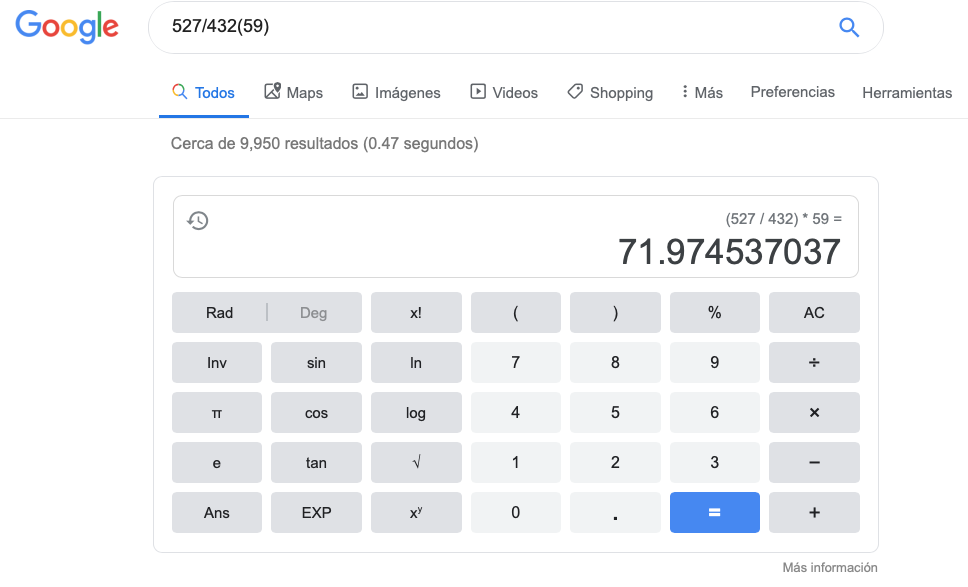 Google
527/432(59)
Todos Maps Imágenes Videos Shopping Más Preferencias Herramientas
Cerca de 9,950 resultados (0.47 segundos)
(527 / 432) * 59 =
71.974537037
Rad | Deg x! ( ) % AC
Inv sin ln 7 8 9 ÷
π cos log 4 5 6 ×
e tan √ 1 2 3 −
Ans EXP xʸ 0 . = +
Más información